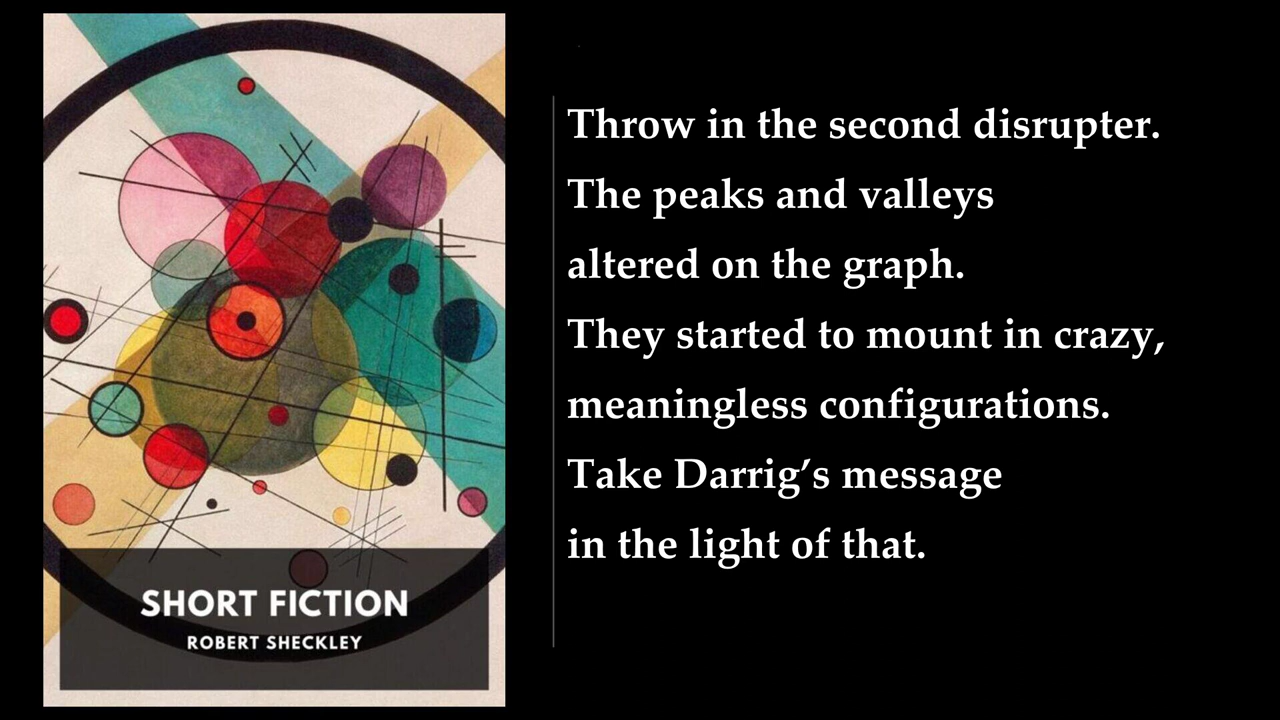 SHORT FICTION
ROBERT SHECKLEY
Throw in the second disrupter.
The peaks and valleys
altered on the graph.
They started to mount in crazy,
meaningless configurations.
Take Darrig’s message
in the light of that.